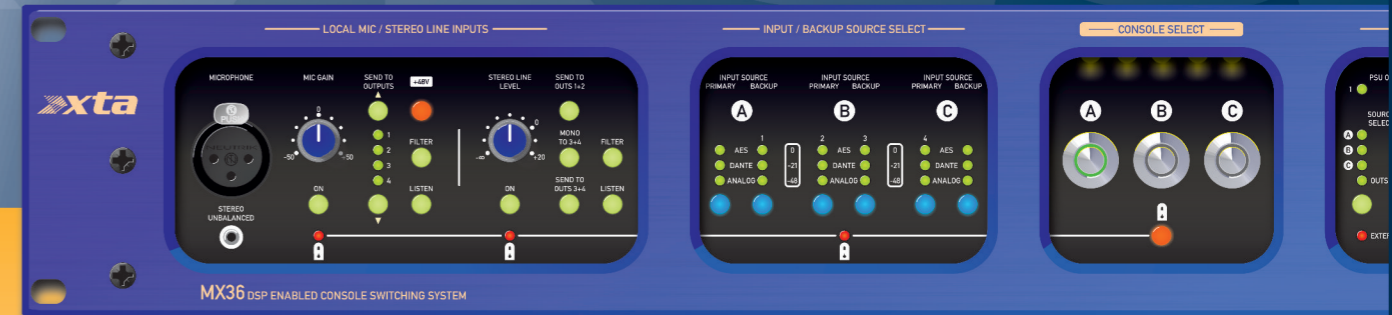 LOCAL MIC / STEREO LINE INPUTS
INPUT / BACKUP SOURCE SELECT
CONSOLE SELECT
xta
MICROPHONE
PUSH
NEUTRIK
STEREO
UNBALANCED
MIC GAIN
0
-50
+50
ON
SEND TO
OUTPUTS
1
2
3
4
+48V
FILTER
LISTEN
STEREO LINE
LEVEL
0
-∞
+20
ON
SEND TO
OUTS 1+2
MONO
TO 3+4
SEND TO
OUTS 3+4
FILTER
LISTEN
INPUT SOURCE
PRIMARY BACKUP
A
1
AES
DANTE
ANALOG
0
-21
-48
INPUT SOURCE
PRIMARY BACKUP
B
2 3
AES
DANTE
ANALOG
0
-21
-48
INPUT SOURCE
PRIMARY BACKUP
C
4
AES
DANTE
ANALOG
A
B
C
PSU
1
A
B
C
OUTS
MX36 DSP ENABLED CONSOLE SWITCHING SYSTEM